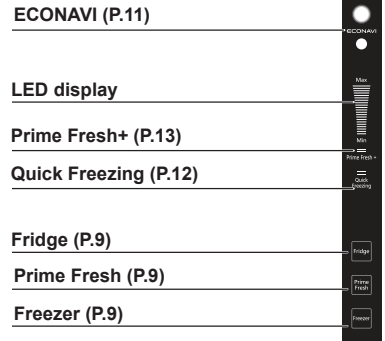 ECONAVI (P.11)
ECONAVI
LED display
Max
Prime Fresh+ (P.13)
Min
Prime Fresh +
Quick Freezing (P.12)
Quick
Freezing
Fridge (P.9)
Fridge
Prime Fresh (P.9)
Prime
Fresh
Freezer (P.9)
Freezer